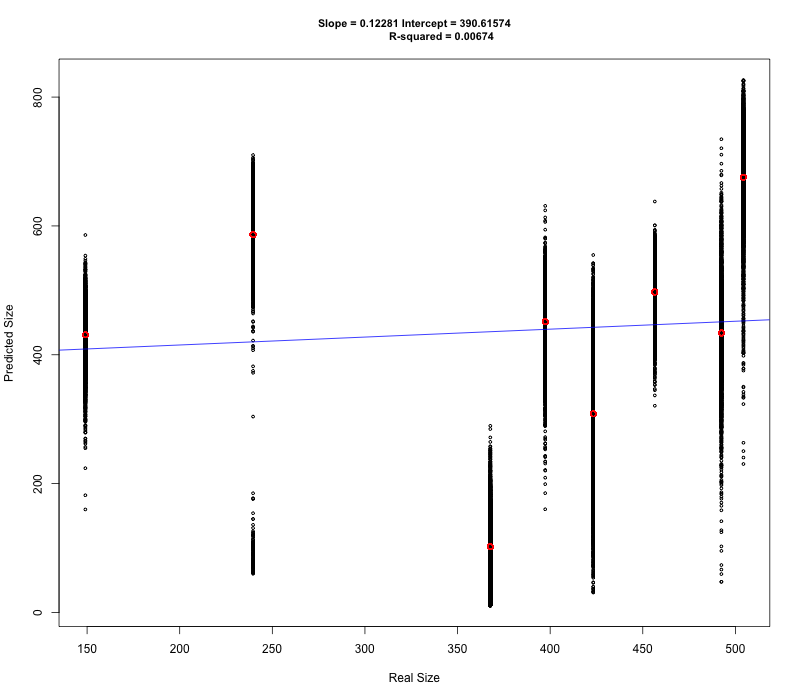 Slope = 0.12281 Intercept = 390.61574
R-squared = 0.00674
800
600
400
200
0
Predicted Size
150 200 250 300 350 400 450 500
Real Size